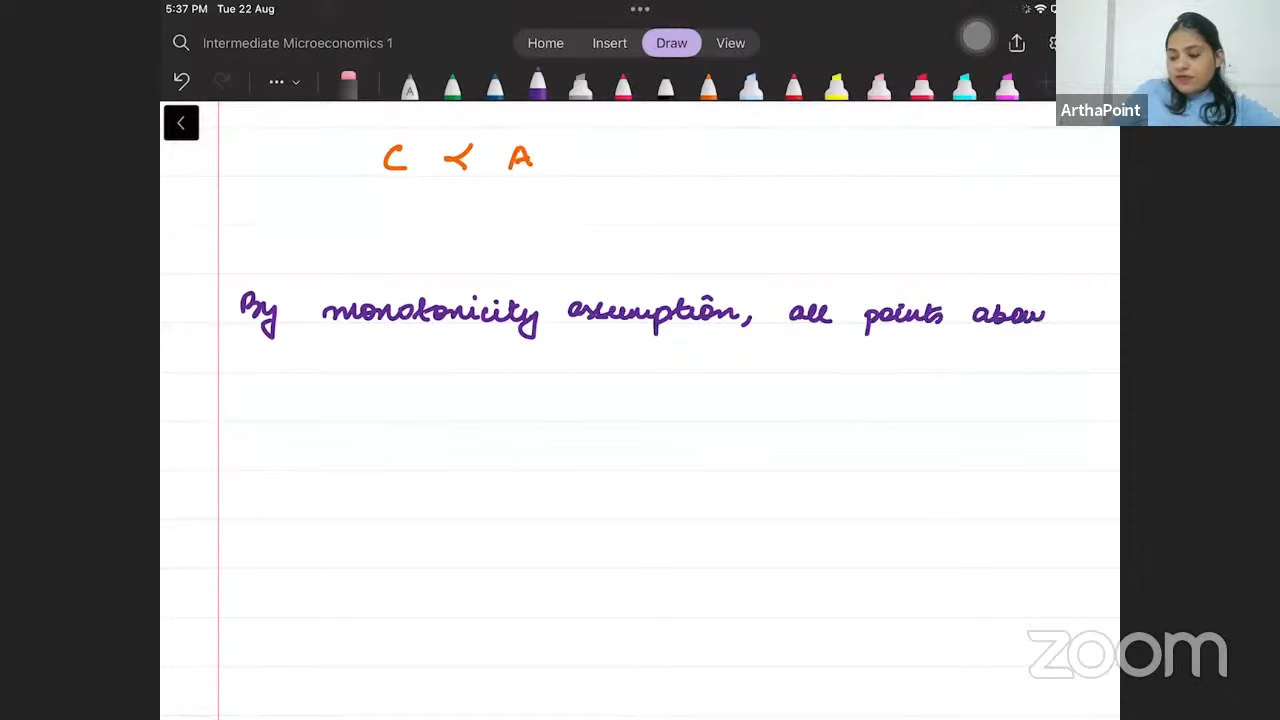 5:37 PM Tue 22 Aug
Intermediate Microeconomics 1
Home Insert Draw View
ArthaPoint
C ≺ A
By monotonicity assumption, all points abov
zoom